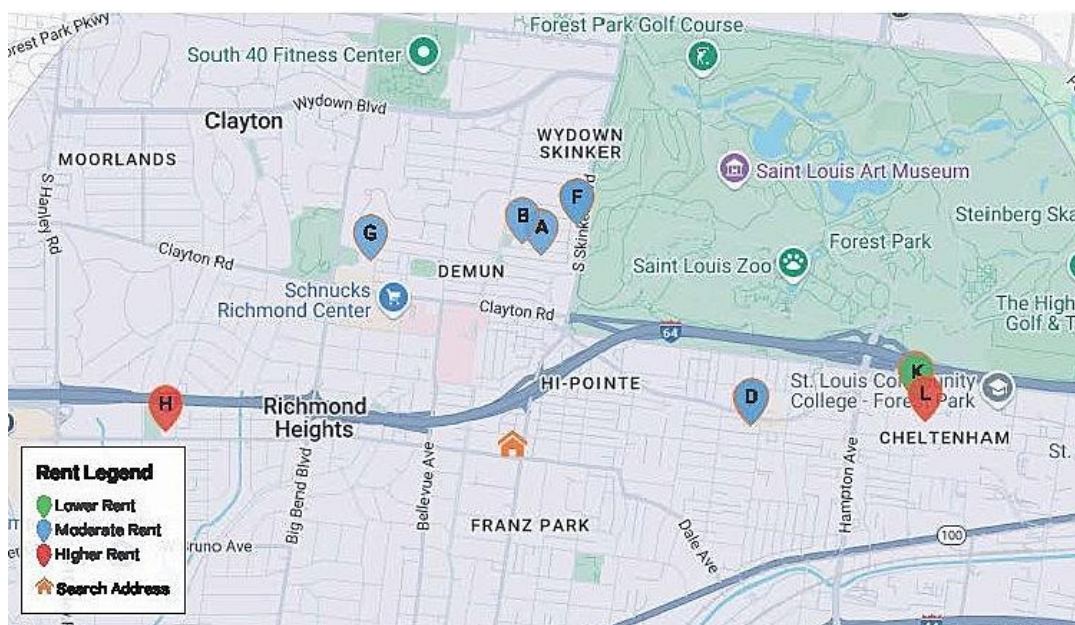 Forest Park Pkwy
Forest Park Golf Course
South 40 Fitness Center
Wydown Blvd
Clayton
WYDOWN
SKINKER
MOORLANDS
Saint Louis Art Museum
S Hanley Rd
F
B
A
G
Steinberg Ska
Forest Park
Clayton Rd
DEMUN
Saint Louis Zoo
Schnucks
Richmond Center
Clayton Rd
The High
Golf & T
64
HI-POINTE
K
St. Louis Community
College - Forest Park
D
L
H
Richmond
Heights
CHELTENHAM
St.
Rent Legend
Lower Rent
Moderate Rent
Higher Rent
Search Address
Big Bend Blvd
Bellevue Ave
FRANZ PARK
Dale Ave
Hampton Ave
100
Bruno Ave